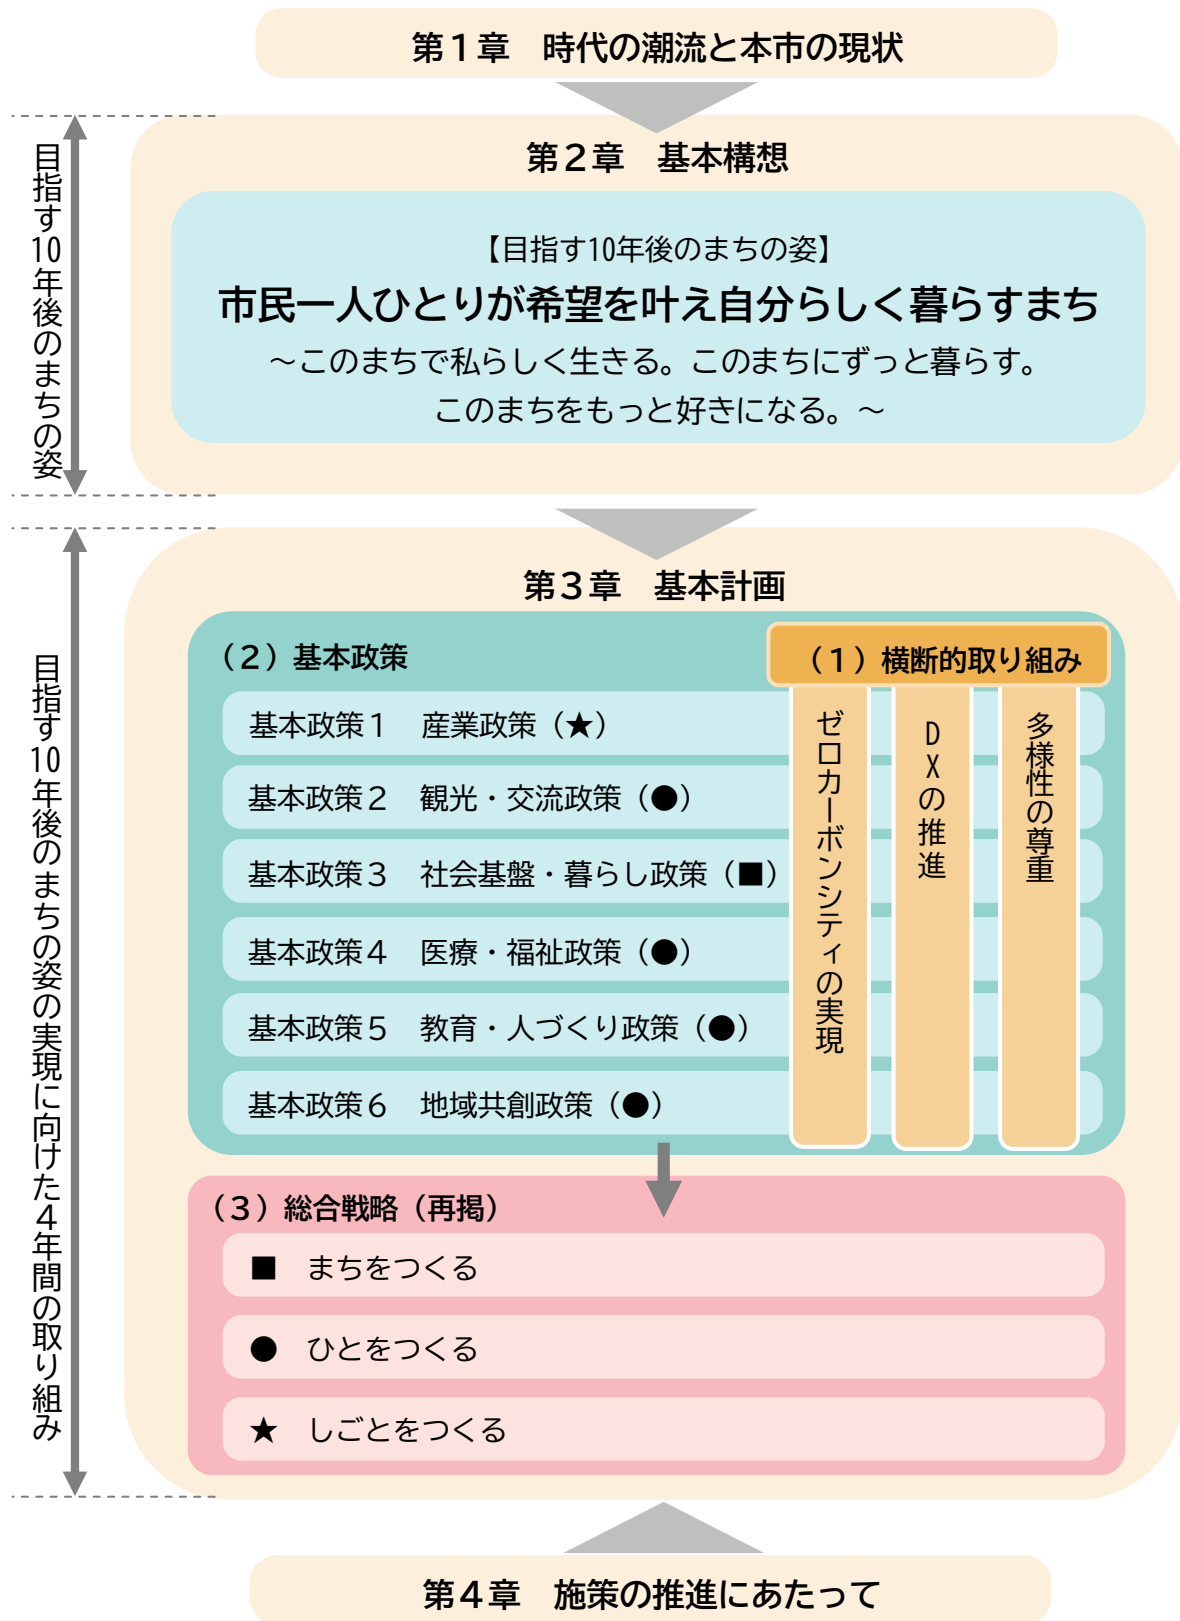 第1章　時代の潮流と本市の現状
目指す10年後のまちの姿
第2章　基本構想
【目指す10年後のまちの姿】
市民一人ひとりが希望を叶え自分らしく暮らすまち
～このまちで私らしく生きる。このまちにずっと暮らす。
このまちをもっと好きになる。～
目指す10年後のまちの姿の実現に向けた4年間の取り組み
第3章　基本計画
（2）基本政策
（1）横断的取り組み
基本政策1　産業政策（★）
基本政策2　観光・交流政策（●）
基本政策3　社会基盤・暮らし政策（■）
基本政策4　医療・福祉政策（●）
基本政策5　教育・人づくり政策（●）
基本政策6　地域共創政策（●）
ゼロカーボンシティの実現
DXの推進
多様性の尊重
（3）総合戦略（再掲）
■　まちをつくる
●　ひとをつくる
★　しごとをつくる
第4章　施策の推進にあたって